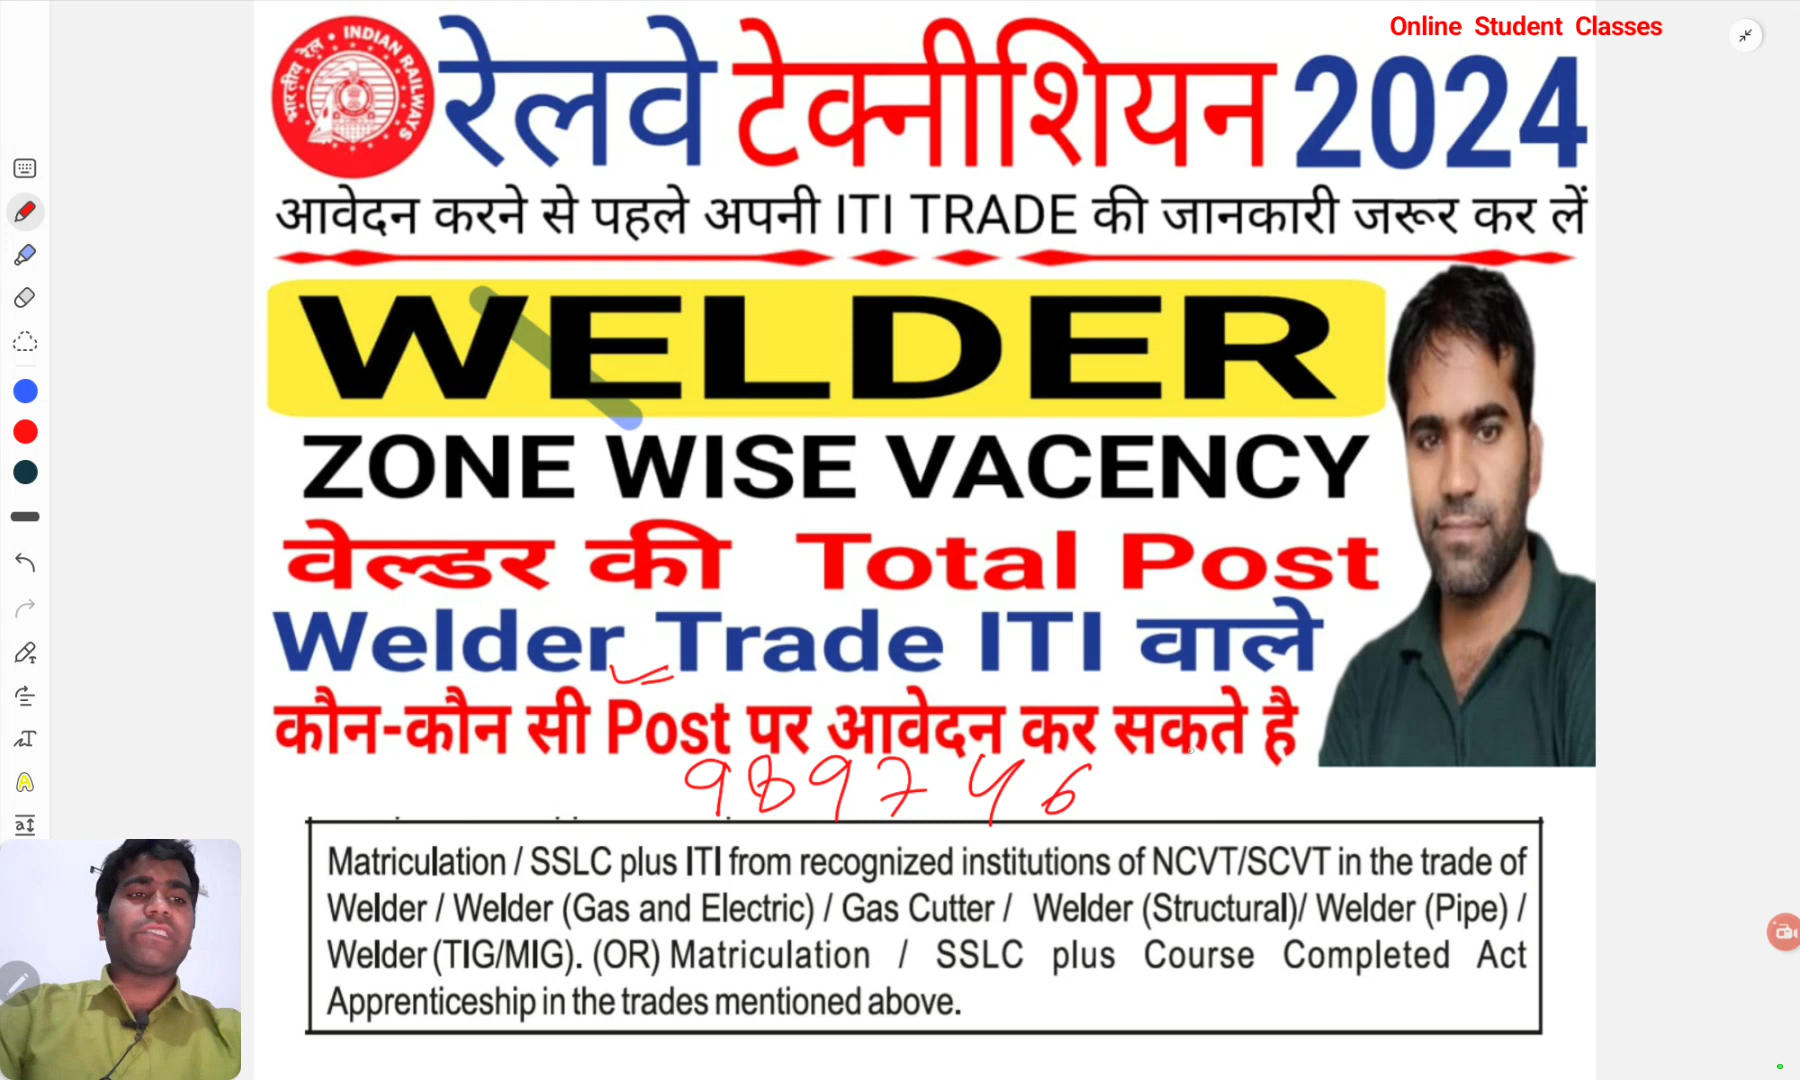 Online Student Classes
भारतीय रेल • INDIAN RAILWAYS
रेलवे टेक्नीशियन 2024
आवेदन करने से पहले अपनी ITI TRADE की जानकारी जरूर कर लें
WELDER
ZONE WISE VACENCY
वेल्डर की Total Post
Welder Trade ITI वाले
कौन-कौन सी Post पर आवेदन कर सकते है
989746
Matriculation / SSLC plus ITI from recognized institutions of NCVT/SCVT in the trade of
Welder / Welder (Gas and Electric) / Gas Cutter / Welder (Structural)/ Welder (Pipe) /
Welder (TIG/MIG). (OR) Matriculation / SSLC plus Course Completed Act
Apprenticeship in the trades mentioned above.